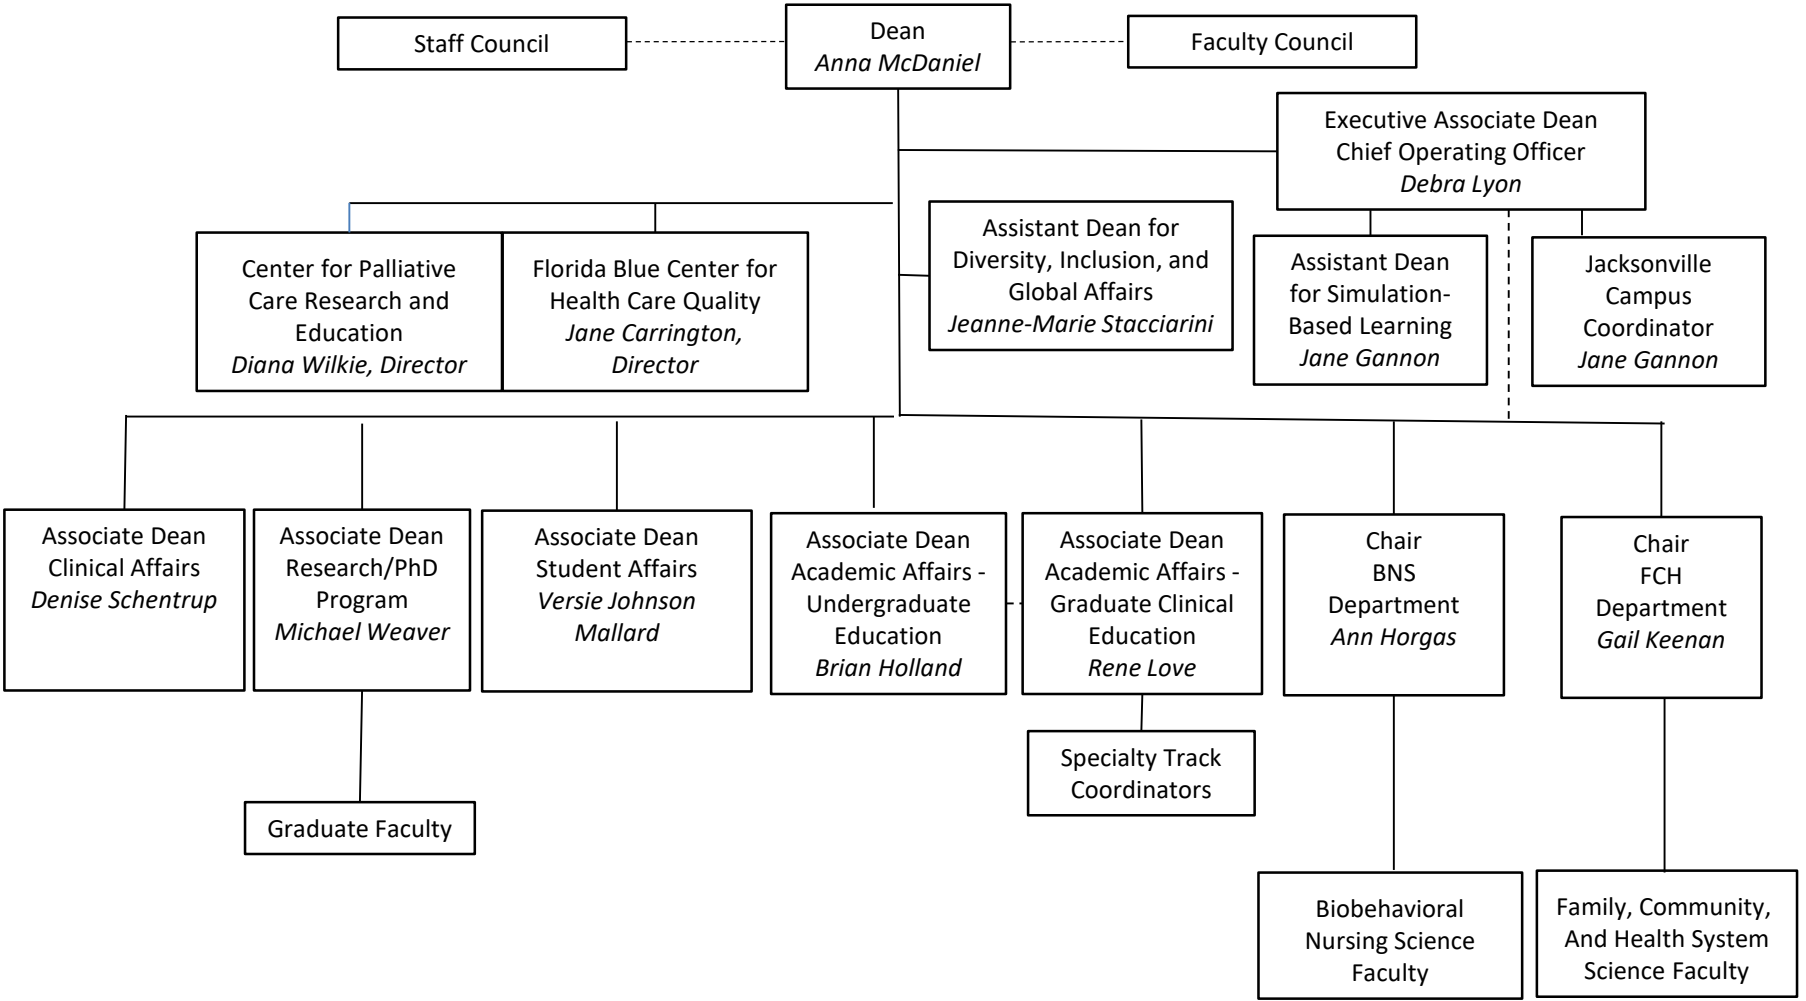 Staff Council
Dean
Anna McDaniel
Faculty Council
Executive Associate Dean
Chief Operating Officer
Debra Lyon
Center for Palliative
Care Research and
Education
Diana Wilkie, Director
Florida Blue Center for
Health Care Quality
Jane Carrington,
Director
Assistant Dean for
Diversity, Inclusion, and
Global Affairs
Jeanne-Marie Stacciarini
Assistant Dean
for Simulation-
Based Learning
Jane Gannon
Jacksonville
Campus
Coordinator
Jane Gannon
Associate Dean
Clinical Affairs
Denise Schentrup
Associate Dean
Research/PhD
Program
Michael Weaver
Associate Dean
Student Affairs
Versie Johnson
Mallard
Associate Dean
Academic Affairs -
Undergraduate
Education
Brian Holland
Associate Dean
Academic Affairs -
Graduate Clinical
Education
Rene Love
Chair
BNS
Department
Ann Horgas
Chair
FCH
Department
Gail Keenan
Specialty Track
Coordinators
Graduate Faculty
Biobehavioral
Nursing Science
Faculty
Family, Community,
And Health System
Science Faculty